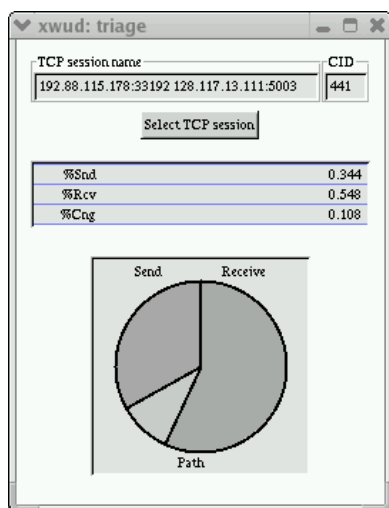 xwud: triage
TCP session name
CID
192.88.115.178:33192 128.117.13.111:5003
441
Select TCP session
%Snd 0.344
%Rcv 0.548
%Cng 0.108
Send Receive
Path